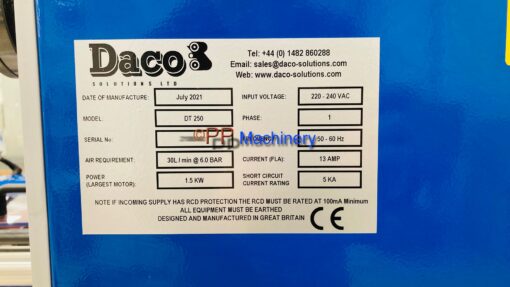 Daco
SOLUTIONS LTD
Tel: +44 (0) 1482 860288
Email: sales@daco-solutions.com
Web: www.daco-solutions.com
DATE OF MANUFACTURE: July 2021 INPUT VOLTAGE: 220 - 240 VAC
MODEL: DT 250 PHASE: 1
SERIAL No: 50 - 60 Hz
PP Machinery
AIR REQUIREMENT: 30L / min @ 6.0 BAR CURRENT (FLA): 13 AMP
POWER (LARGEST MOTOR): 1.5 KW SHORT CIRCUIT CURRENT RATING: 5 KA
NOTE IF INCOMING SUPPLY HAS RCD PROTECTION THE RCD MUST BE RATED AT 100mA Minimum
ALL EQUIPMENT MUST BE EARTHED
DESIGNED AND MANUFACTURED IN GREAT BRITAIN CE